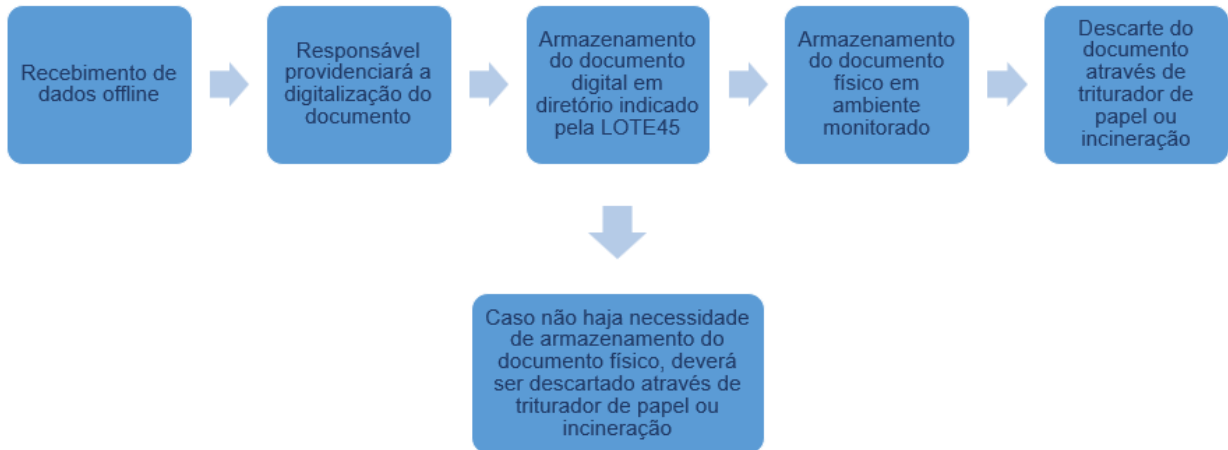 Recebimento de
dados offline
Responsável
providenciará a
digitalização do
documento
Armazenamento
do documento
digital em
diretório indicado
pela LOTE45
Armazenamento
do documento
físico em
ambiente
monitorado
Descarte do
documento
através de
triturador de
papel ou
incineração
Caso não haja necessidade
de armazenamento do
documento físico, deverá
ser descartado através de
triturador de papel ou
incineração